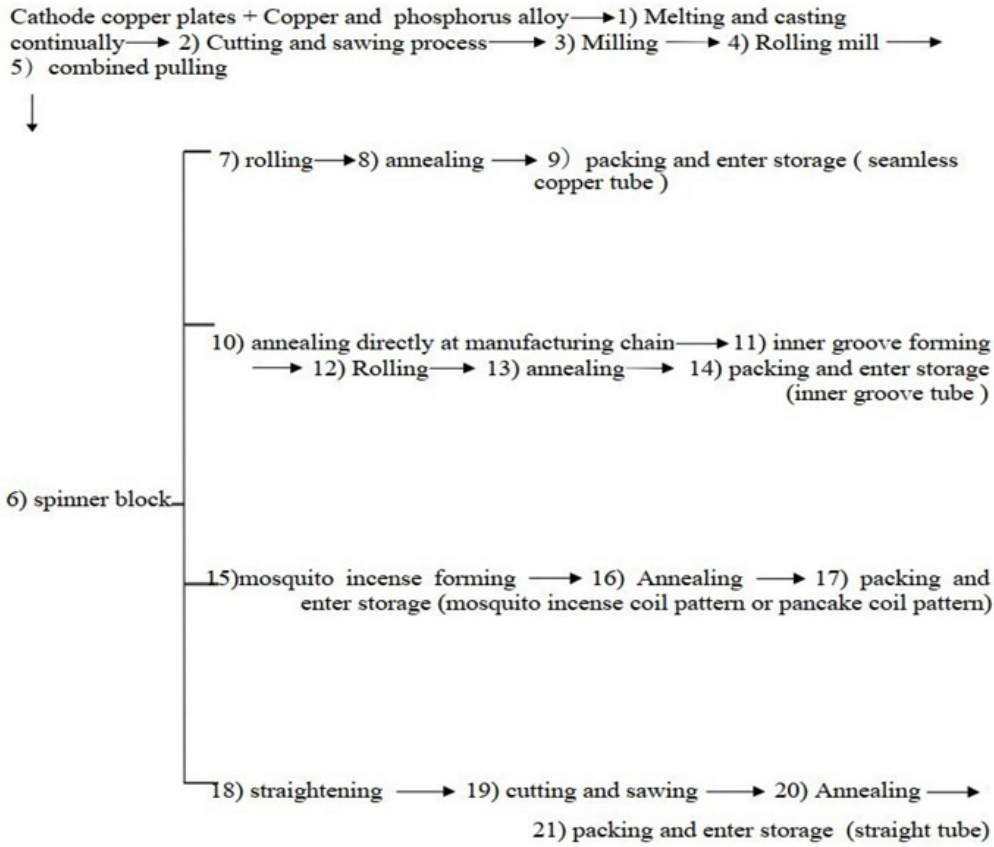 Cathode copper plates + Copper and phosphorus alloy→1) Melting and casting
continually→ 2) Cutting and sawing process→ 3) Milling → 4) Rolling mill →
5) combined pulling
↓
7) rolling→8) annealing → 9) packing and enter storage ( seamless
copper tube )
10) annealing directly at manufacturing chain→11) inner groove forming
→ 12) Rolling→ 13) annealing→ 14) packing and enter storage
(inner groove tube )
6) spinner block
15)mosquito incense forming → 16) Annealing → 17) packing and
enter storage (mosquito incense coil pattern or pancake coil pattern)
18) straightening → 19) cutting and sawing → 20) Annealing →
21) packing and enter storage (straight tube)